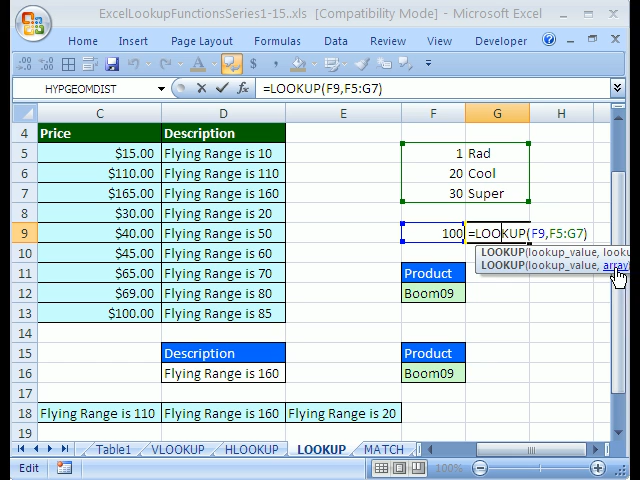 ExcelLookupFunctionsSeries1-15..xls [Compatibility Mode] - Microsoft Excel
Home Insert Page Layout Formulas Data Review View Developer
HYPGEOMDIST fx =LOOKUP(F9,F5:G7)
C D E F G H
4 Price Description
5 $15.00 Flying Range is 10 1 Rad
6 $110.00 Flying Range is 110 20 Cool
7 $165.00 Flying Range is 160 30 Super
8 $30.00 Flying Range is 20
9 $40.00 Flying Range is 50 100 =LOOKUP(F9,F5:G7)
LOOKUP(lookup_value, looku
10 $45.00 Flying Range is 60
LOOKUP(lookup_value, array)
11 $65.00 Flying Range is 70 Product
12 $69.00 Flying Range is 80 Boom09
13 $100.00 Flying Range is 85
14
15 Description Product
16 Flying Range is 160 Boom09
17
18 Flying Range is 110 Flying Range is 160 Flying Range is 20
19
Table1 VLOOKUP HLOOKUP LOOKUP MATCH
Edit 100%